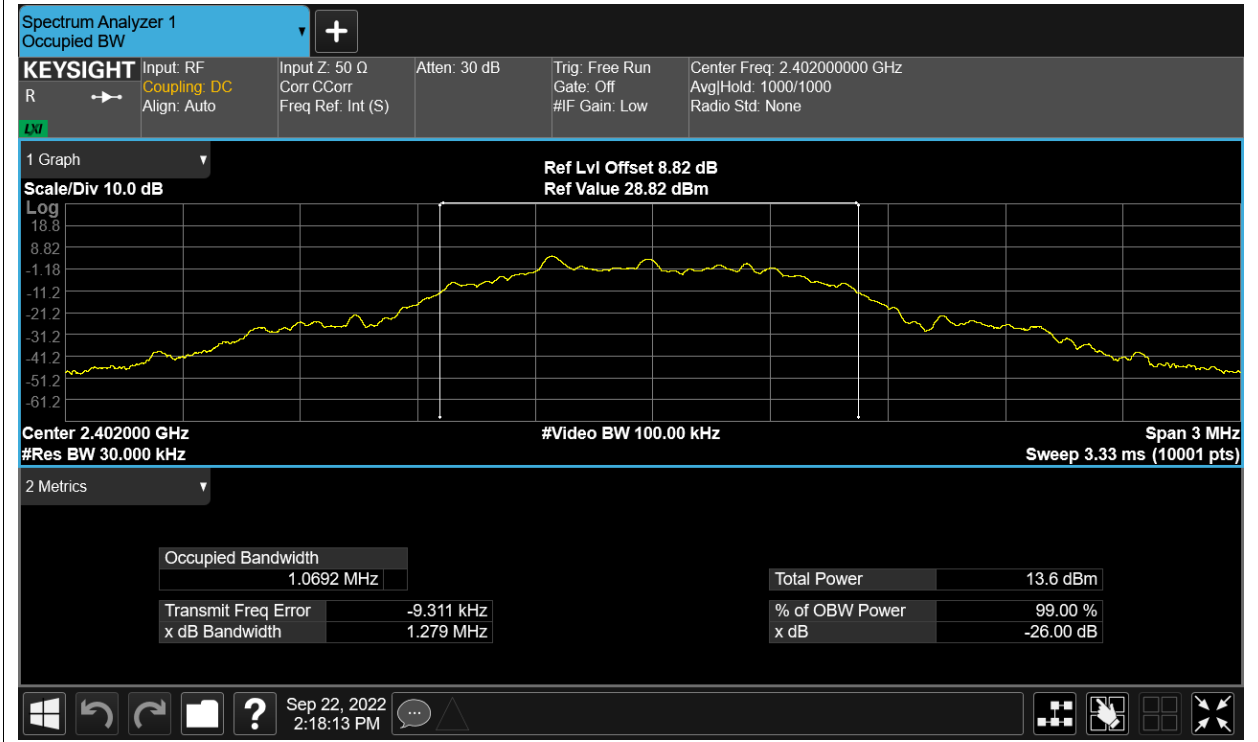 Spectrum Analyzer 1
Occupied BW
KEYSIGHT
R
LXI
Input: RF
Coupling: DC
Align: Auto
Input Z: 50 Ω
Corr CCorr
Freq Ref: Int (S)
Atten: 30 dB
Trig: Free Run
Gate: Off
#IF Gain: Low
Center Freq: 2.402000000 GHz
Avg|Hold: 1000/1000
Radio Std: None
1 Graph
Scale/Div 10.0 dB
Ref Lvl Offset 8.82 dB
Ref Value 28.82 dBm
Log
18.8
8.82
-1.18
-11.2
-21.2
-31.2
-41.2
-51.2
-61.2
Center 2.402000 GHz
#Video BW 100.00 kHz
Span 3 MHz
#Res BW 30.000 kHz
Sweep 3.33 ms (10001 pts)
2 Metrics
Occupied Bandwidth
1.0692 MHz
Transmit Freq Error -9.311 kHz
x dB Bandwidth 1.279 MHz
Total Power 13.6 dBm
% of OBW Power 99.00 %
x dB -26.00 dB
?
Sep 22, 2022
2:18:13 PM